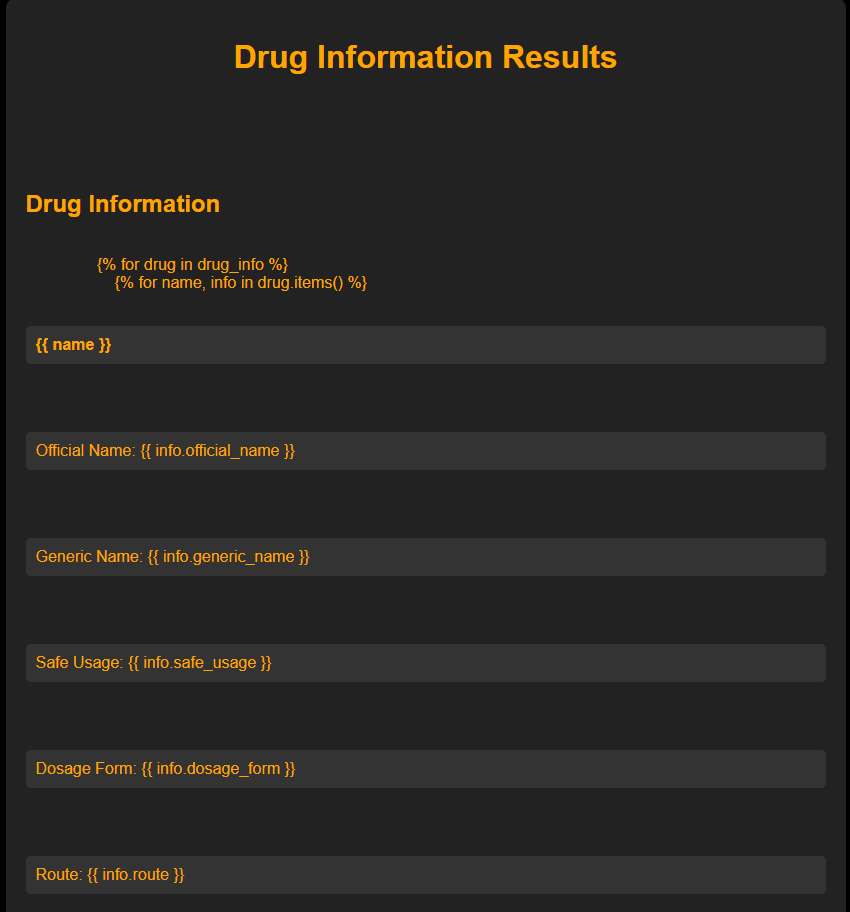 Drug Information Results
Drug Information
{% for drug in drug_info %}
{% for name, info in drug.items() %}
{{ name }}
Official Name: {{ info.official_name }}
Generic Name: {{ info.generic_name }}
Safe Usage: {{ info.safe_usage }}
Dosage Form: {{ info.dosage_form }}
Route: {{ info.route }}